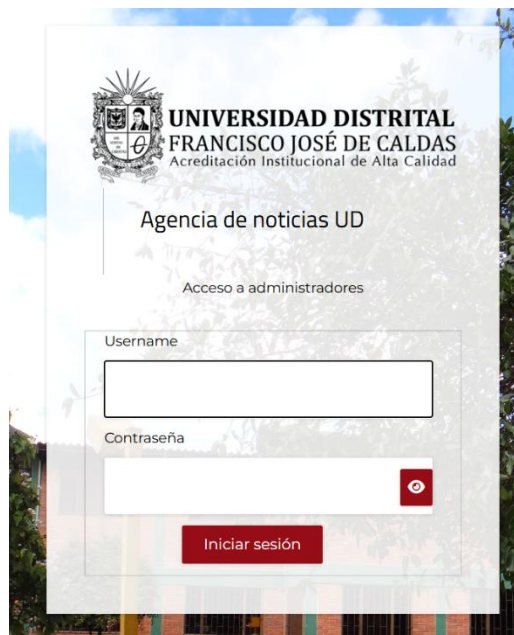 UNIVERSIDAD DISTRITAL
FRANCISCO JOSÉ DE CALDAS
Acreditación Institucional de Alta Calidad
Agencia de noticias UD
Acceso a administradores
Username
Contraseña
Iniciar sesión